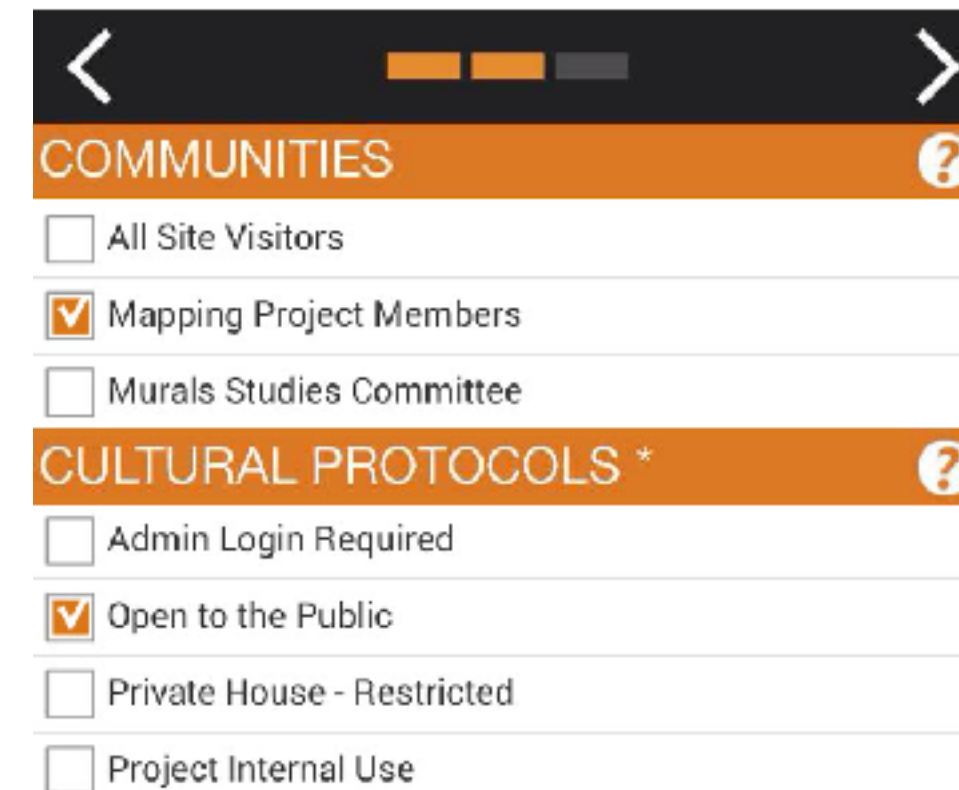 COMMUNITIES ?
All Site Visitors
Mapping Project Members
Murals Studies Committee
CULTURAL PROTOCOLS * ?
Admin Login Required
Open to the Public
Private House - Restricted
Project Internal Use